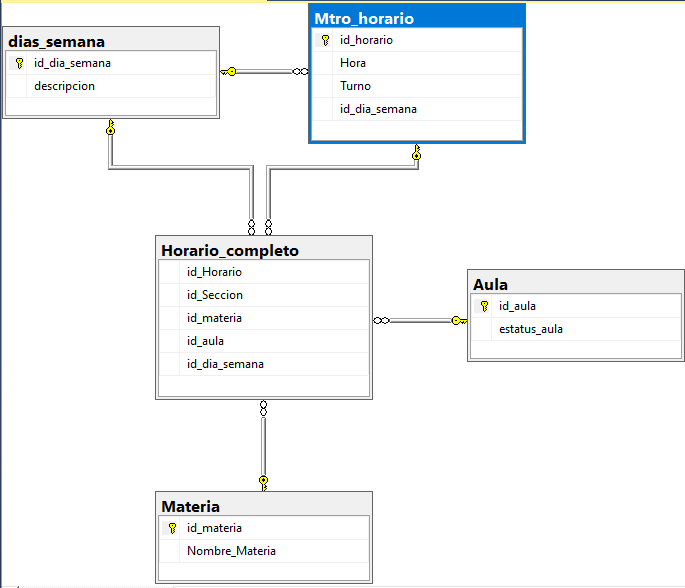 dias_semana
id_dia_semana
descripcion
Mtro_horario
id_horario
Hora
Turno
id_dia_semana
Horario_completo
id_Horario
id_Seccion
id_materia
id_aula
id_dia_semana
Aula
id_aula
estatus_aula
Materia
id_materia
Nombre_Materia